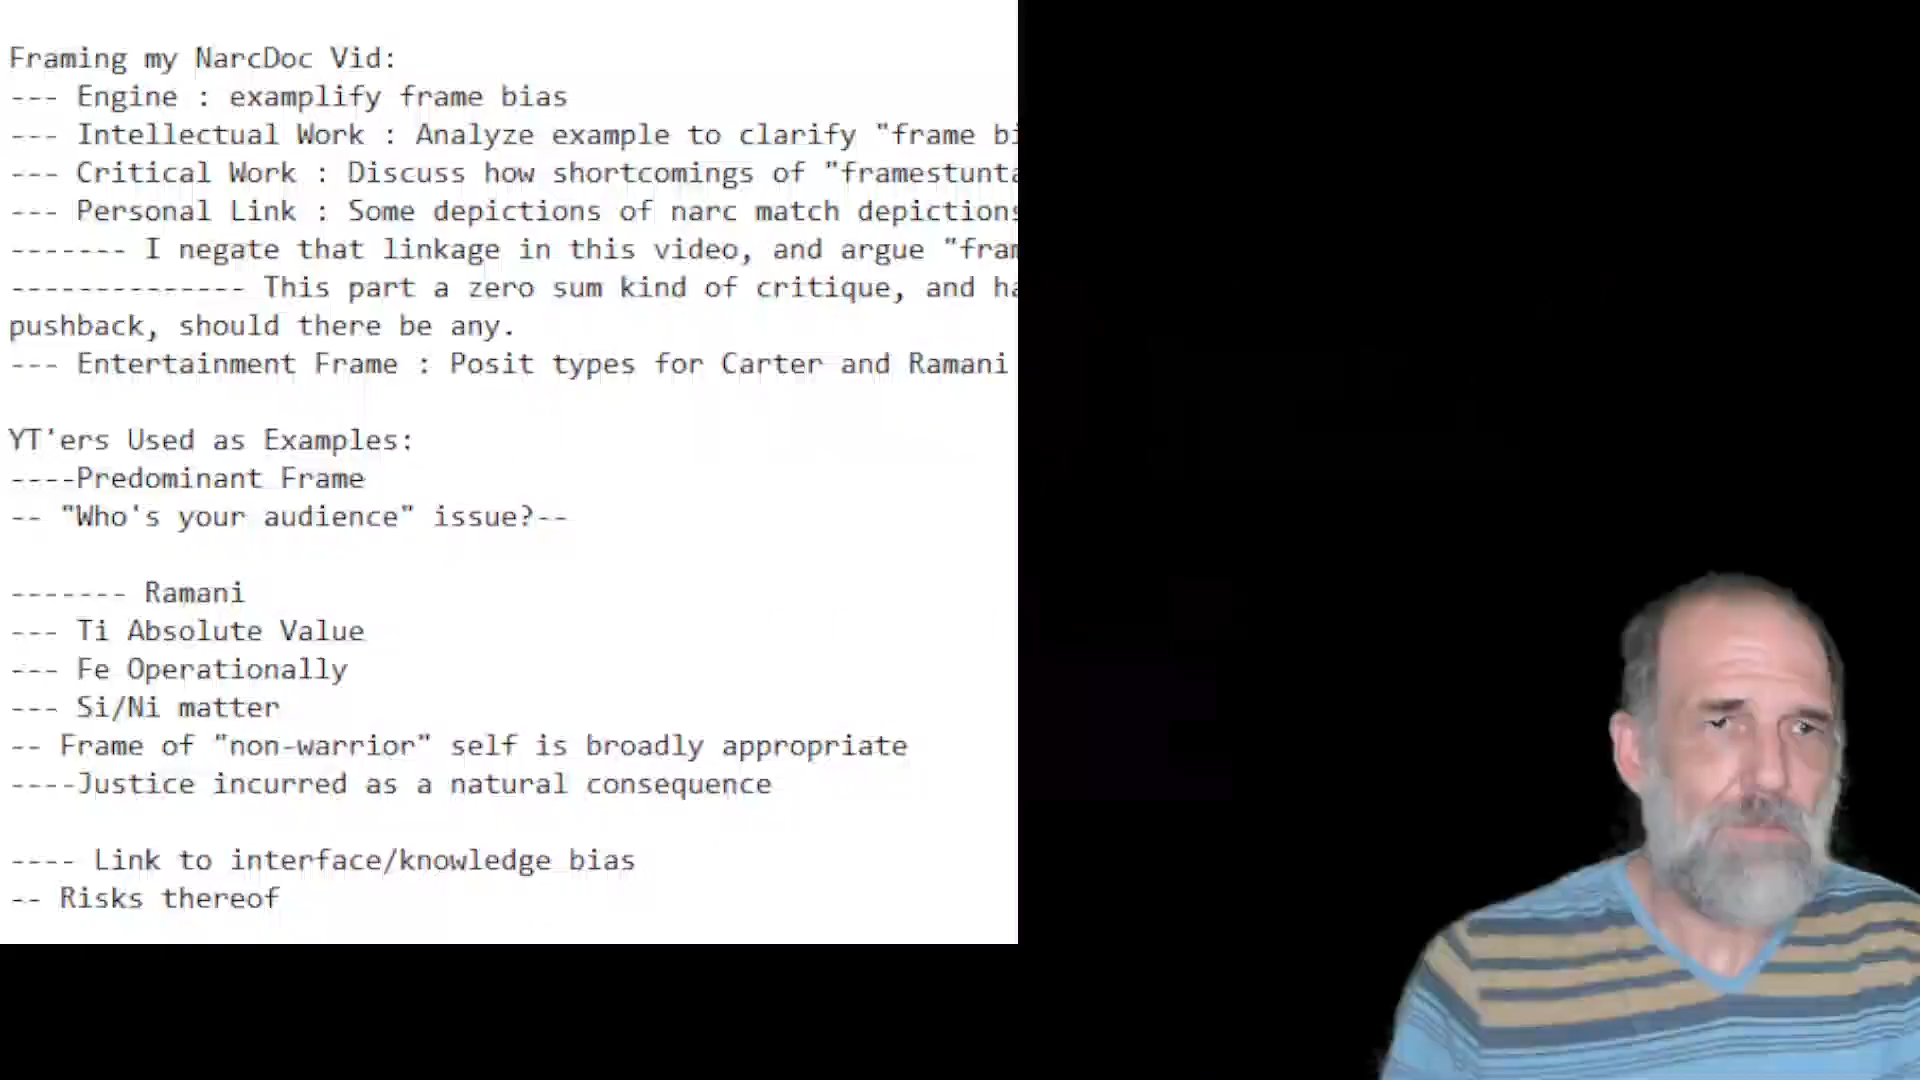 Framing my NarcDoc Vid:
--- Engine : examplify frame bias
--- Intellectual Work : Analyze example to clarify "frame bi
--- Critical Work : Discuss how shortcomings of "framestunta
--- Personal Link : Some depictions of narc match depictions
------- I negate that linkage in this video, and argue "fram
-------------- This part a zero sum kind of critique, and ha
pushback, should there be any.
--- Entertainment Frame : Posit types for Carter and Ramani
YT'ers Used as Examples:
----Predominant Frame
-- "Who's your audience" issue?--
------- Ramani
--- Ti Absolute Value
--- Fe Operationally
--- Si/Ni matter
-- Frame of "non-warrior" self is broadly appropriate
----Justice incurred as a natural consequence
---- Link to interface/knowledge bias
-- Risks thereof